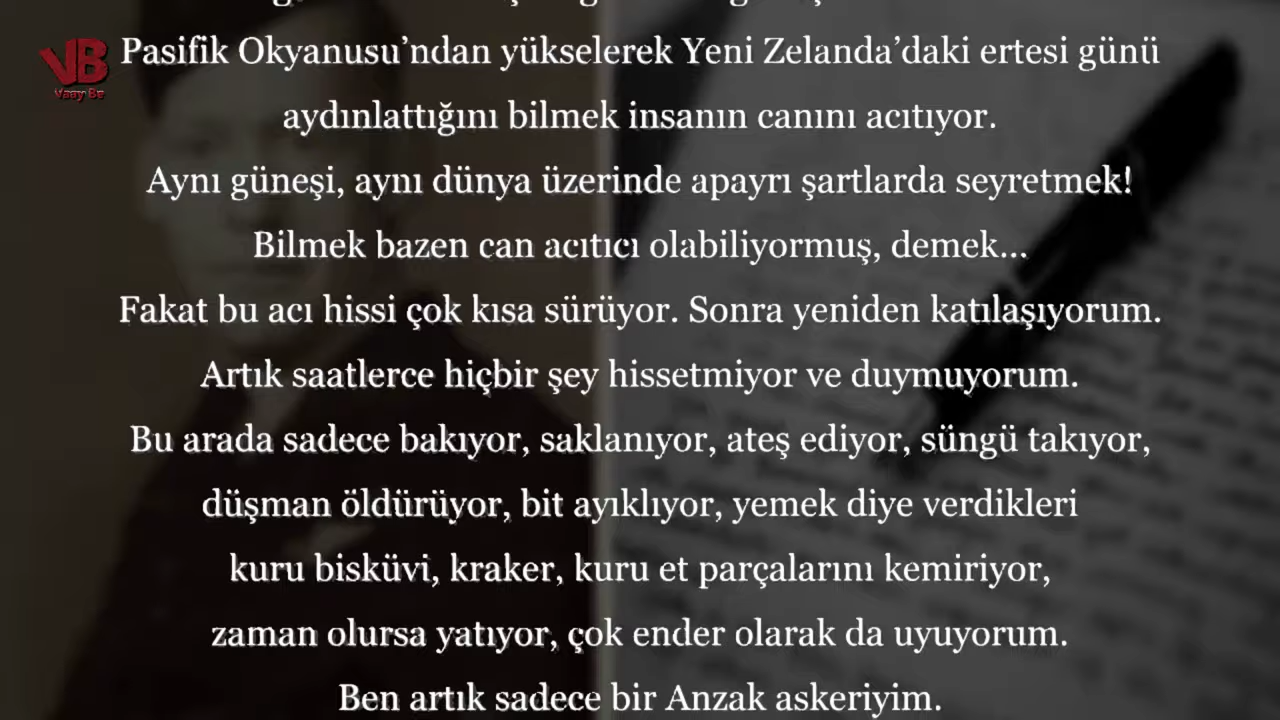 Pasifik Okyanusu’ndan yükselerek Yeni Zelanda’daki ertesi günü
aydınlattığını bilmek insanın canını acıtıyor.
Aynı güneşi, aynı dünya üzerinde apayrı şartlarda seyretmek!
Bilmek bazen can acıtıcı olabiliyormuş, demek...
Fakat bu acı hissi çok kısa sürüyor. Sonra yeniden katılaşıyorum.
Artık saatlerce hiçbir şey hissetmiyor ve duymuyorum.
Bu arada sadece bakıyor, saklanıyor, ateş ediyor, süngü takıyor,
düşman öldürüyor, bit ayıklıyor, yemek diye verdikleri
kuru bisküvi, kraker, kuru et parçalarını kemiriyor,
zaman olursa yatıyor, çok ender olarak da uyuyorum.
Ben artık sadece bir Anzak askeriyim.
VB
Vaay Be